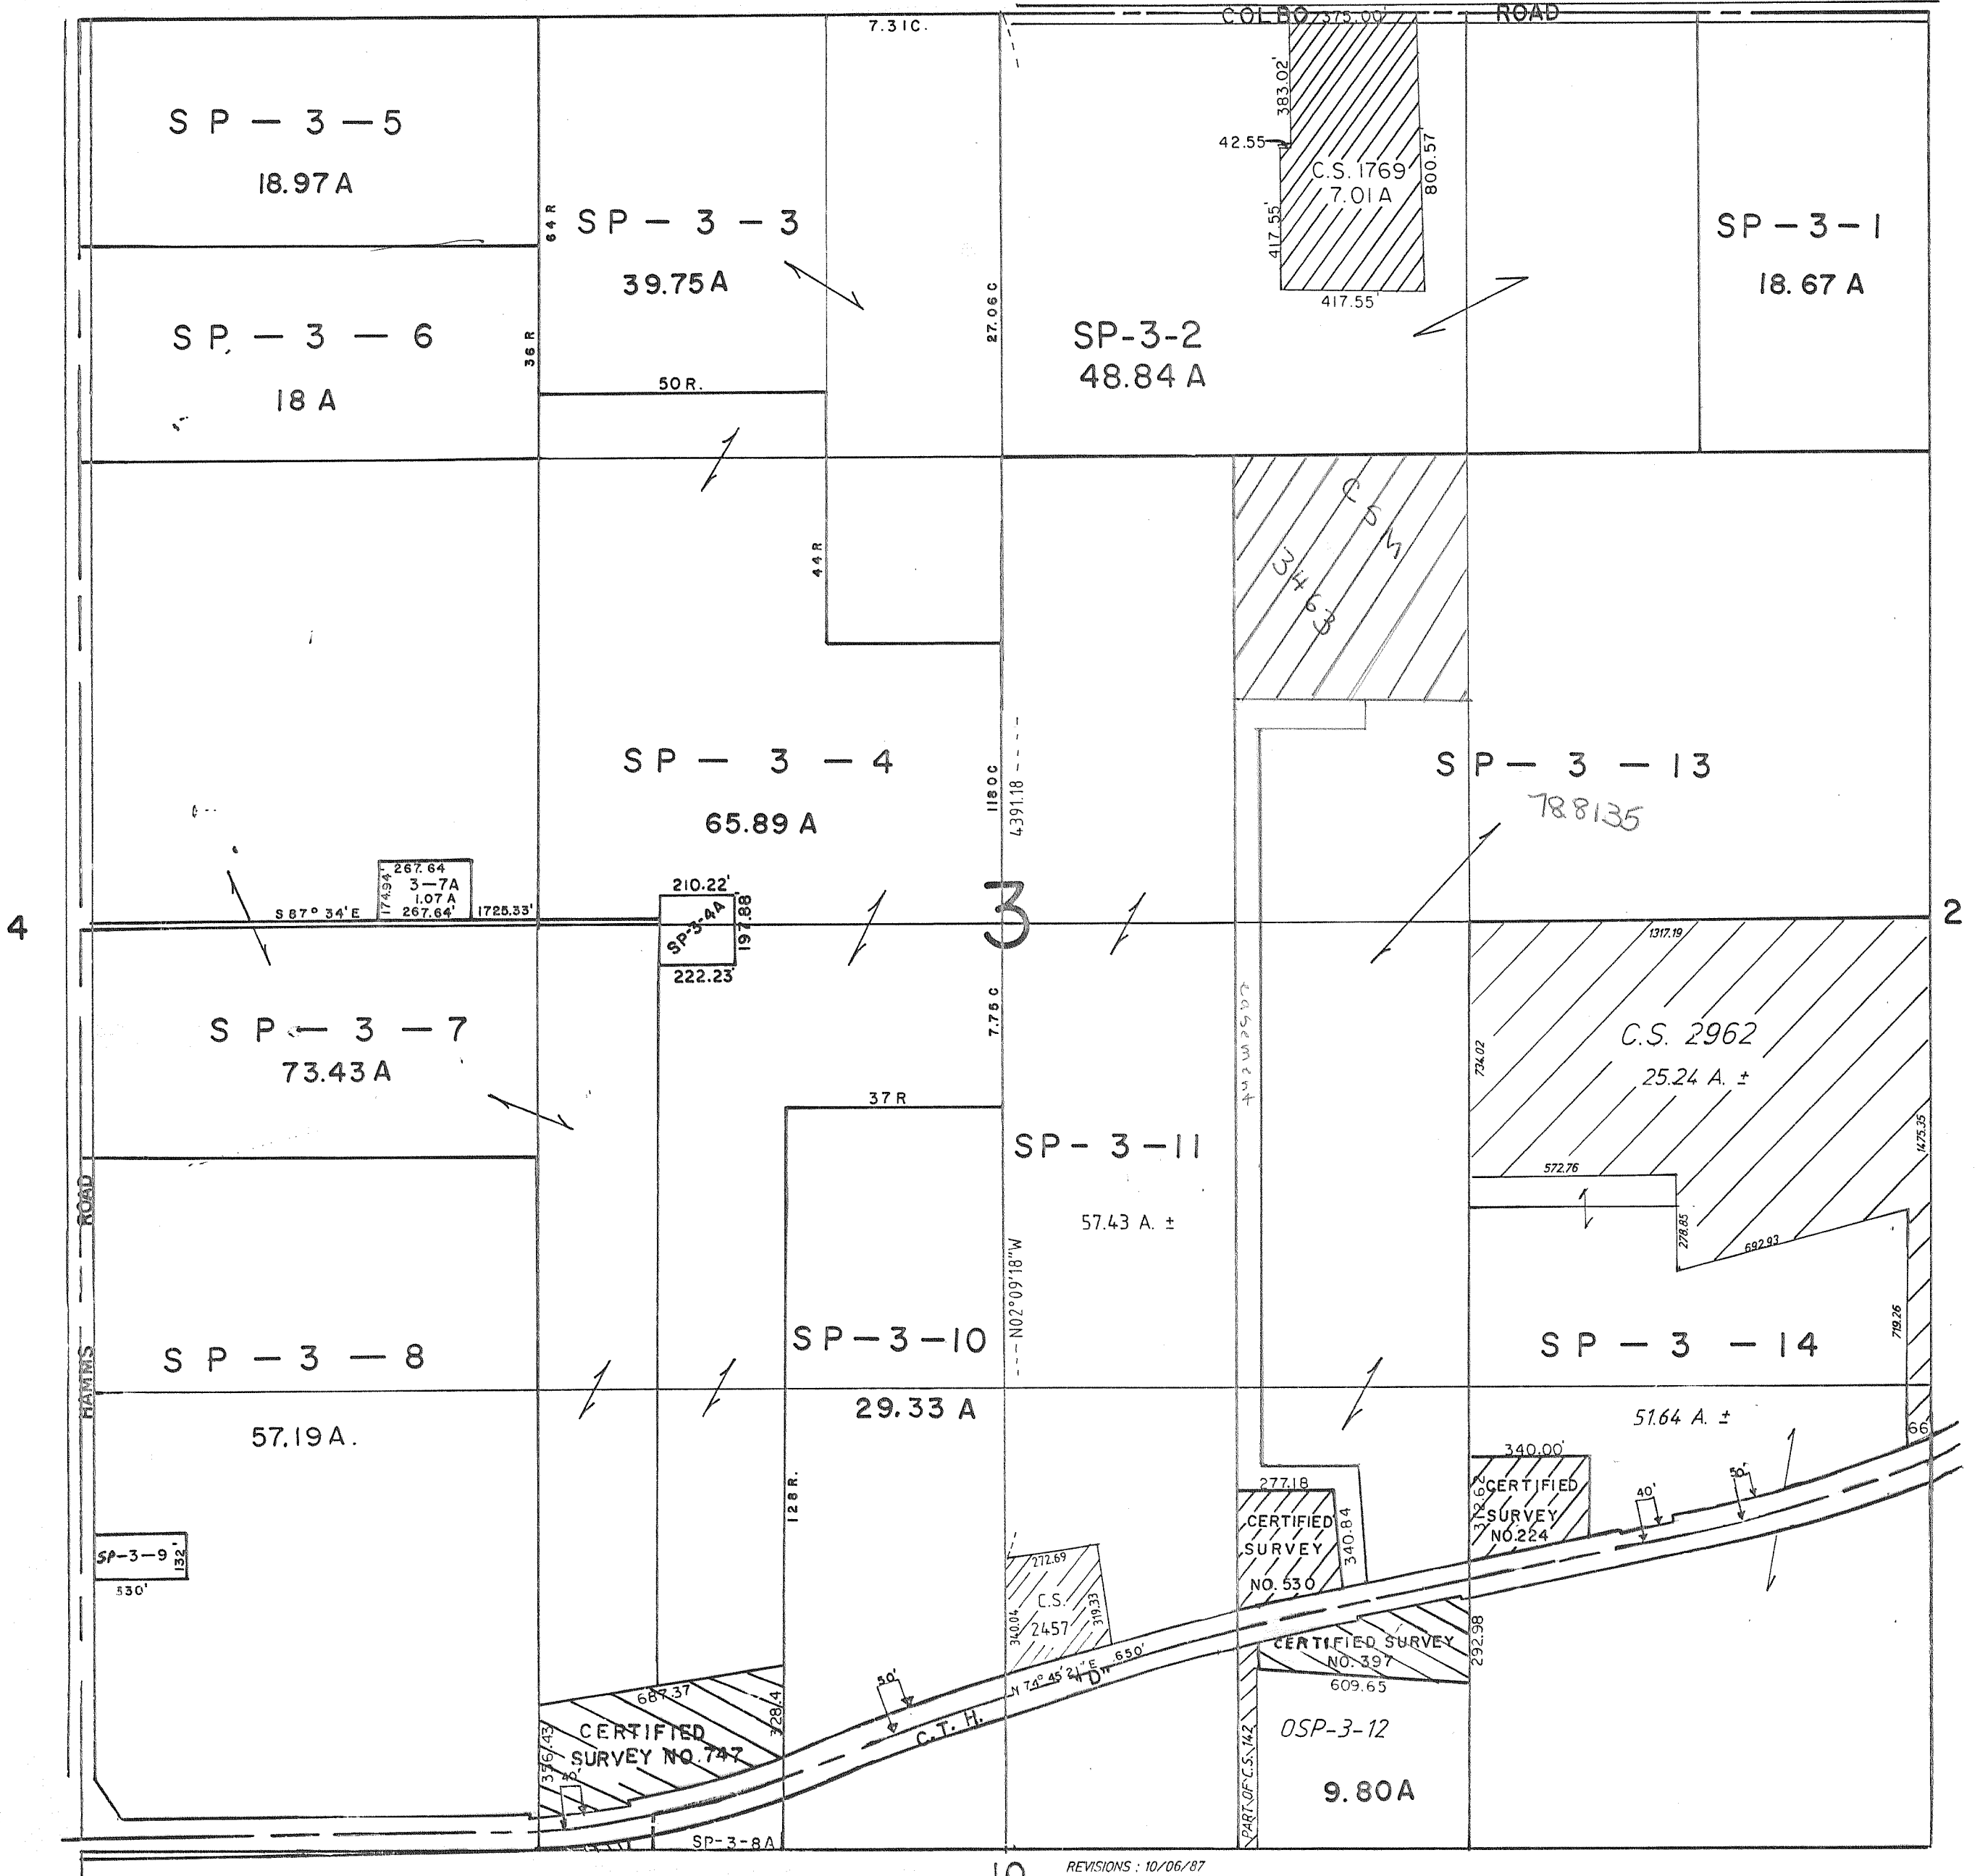 COLBO 375.00' ROAD
7.31C.
S P — 3 — 5
18.97 A
64 R
SP — 3 - 3
39.75 A
27.06 C
383.02'
42.55
C.S. 1769
7.01 A
800.57'
417.55'
417.55'
SP — 3 — 1
18.67 A
S P — 3 — 6
18 A
36 R
50 R.
SP-3-2
48.84 A
44 R
CSM
3463
S P — 3 — 4
65.89 A
1180C
4391.18
S P — 3 — 13
788135
267.64
174.94'
3—7A
1.07 A
267.64'
S 87° 34' E
1725.33'
210.22'
SP-3-4A
197.88'
222.23'
4
3
2
1317.19
S P — 3 — 7
73.43 A
7.75 C
easement
734.02
C.S. 2962
25.24 A. ±
1475.35
37 R
SP — 3 — 11
57.43 A. ±
572.76
278.85
692.93
719.26
HAMMS ROAD
S P — 3 — 8
57.19 A.
SP — 3 — 10
29.33 A
N02°09'18"W
S P — 3 — 14
51.64 A. ±
66
128 R.
340.00'
312.62
CERTIFIED
SURVEY
NO.224
40'
50'
277.18
CERTIFIED
SURVEY
NO. 530
340.84
SP-3-9
132'
330'
272.69
340.04
C.S.
2457
319.33
CERTIFIED SURVEY
NO. 397
292.98
609.65
N 74° 45' 21" E 650'
C.T. H. "D"
50'
687.37
328.4
356.43
CERTIFIED
SURVEY NO. 747
40'
SP-3-8A
OSP-3-12
9.80A
PART OF C.S. 142
10
REVISIONS : 10/06/87